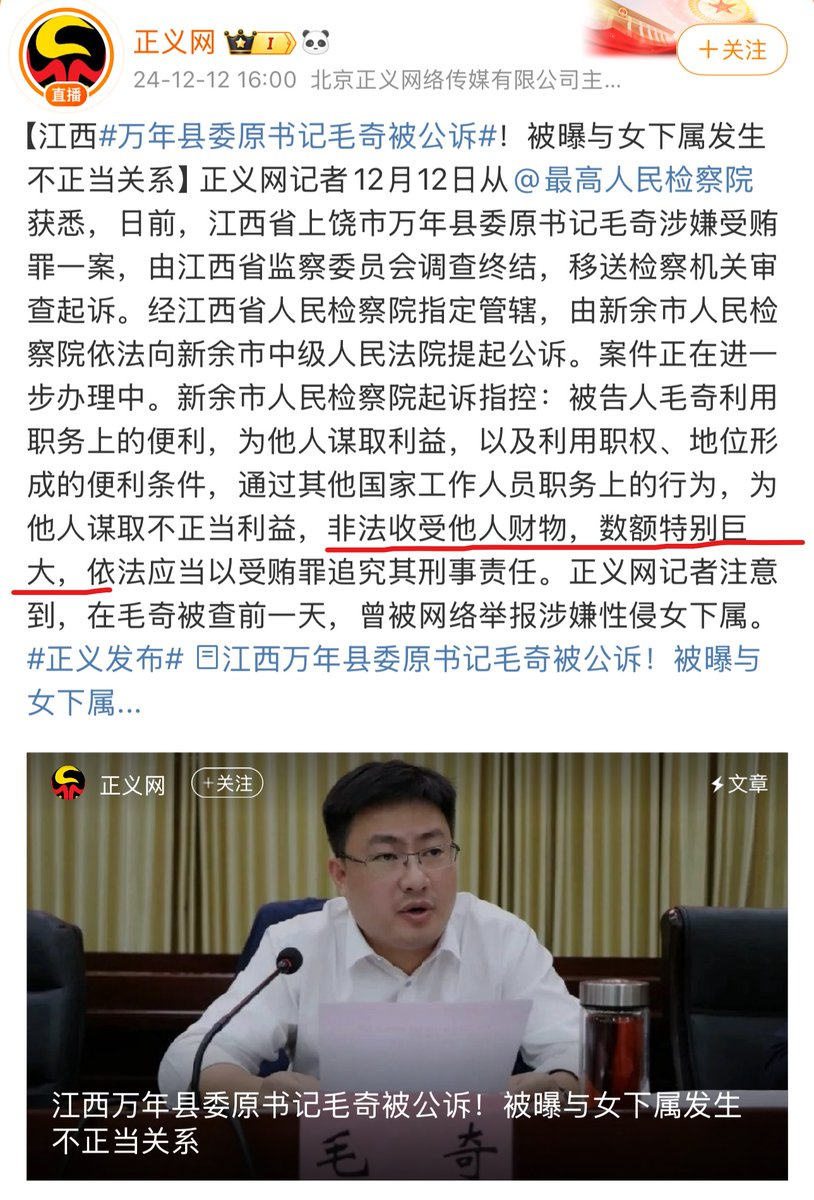 正义网
I
＋关注
直播
24-12-12 16:00 北京正义网络传媒有限公司主...
【江西#万年县委原书记毛奇被公诉#！被曝与女下属发生
不正当关系】正义网记者12月12日从@最高人民检察院
获悉，日前，江西省上饶市万年县委原书记毛奇涉嫌受贿
罪一案，由江西省监察委员会调查终结，移送检察机关审
查起诉。经江西省人民检察院指定管辖，由新余市人民检
察院依法向新余市中级人民法院提起公诉。案件正在进一
步办理中。新余市人民检察院起诉指控：被告人毛奇利用
职务上的便利，为他人谋取利益，以及利用职权、地位形
成的便利条件，通过其他国家工作人员职务上的行为，为
他人谋取不正当利益，非法收受他人财物，数额特别巨
大，依法应当以受贿罪追究其刑事责任。正义网记者注意
到，在毛奇被查前一天，曾被网络举报涉嫌性侵女下属。
#正义发布# 江西万年县委原书记毛奇被公诉！被曝与
女下属...
正义网
+关注
文章
江西万年县委原书记毛奇被公诉！被曝与女下属发生
不正当关系
毛 奇